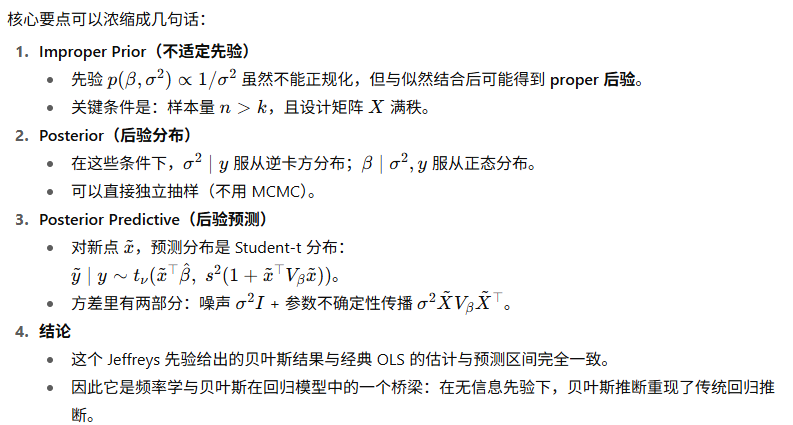 核心要点可以浓缩成几句话：
1. Improper Prior（不适定先验）
• 先验 p(β, σ²) ∝ 1/σ² 虽然不能正规化，但与似然结合后可能得到 proper 后验。
• 关键条件是：样本量 n > k，且设计矩阵 X 满秩。
2. Posterior（后验分布）
• 在这些条件下，σ² | y 服从逆卡方分布；β | σ², y 服从正态分布。
• 可以直接独立抽样（不用 MCMC）。
3. Posterior Predictive（后验预测）
• 对新点 x̃，预测分布是 Student-t 分布：
ỹ | y ∼ tᵥ(x̃⊤β̂, s²(1 + x̃⊤Vᵦx̃))。
• 方差里有两部分：噪声 σ²I + 参数不确定性传播 σ²X̃VᵦX̃⊤。
4. 结论
• 这个 Jeffreys 先验给出的贝叶斯结果与经典 OLS 的估计与预测区间完全一致。
• 因此它是频率学与贝叶斯在回归模型中的一个桥梁：在无信息先验下，贝叶斯推断重现了传统回归推
断。